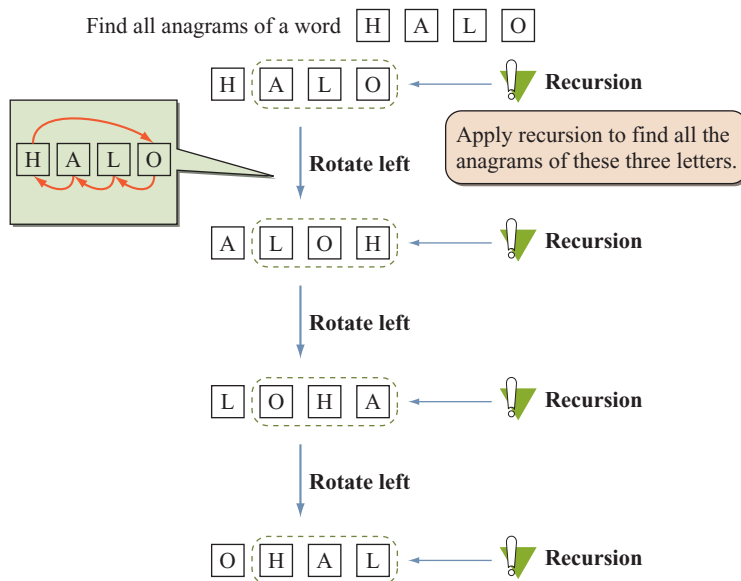 Find all anagrams of a word H A L O
H A L O Recursion
Apply recursion to find all the
anagrams of these three letters.
H A L O
Rotate left
A L O H Recursion
Rotate left
L O H A Recursion
Rotate left
O H A L Recursion